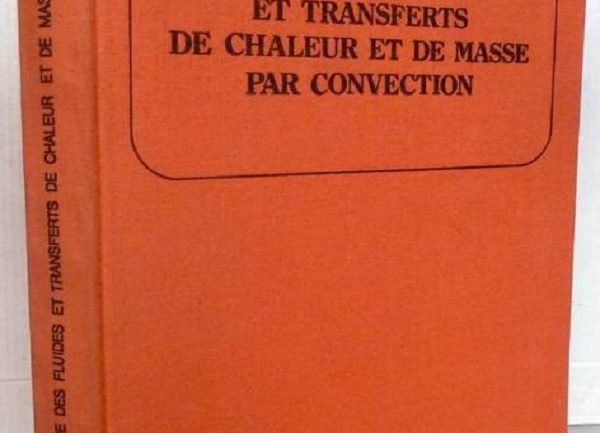 ET TRANSFERTS
DE CHALEUR ET DE MASSE
PAR CONVECTION
DES FLUIDES ET TRANSFERTS DE CHALEUR ET DE MAS